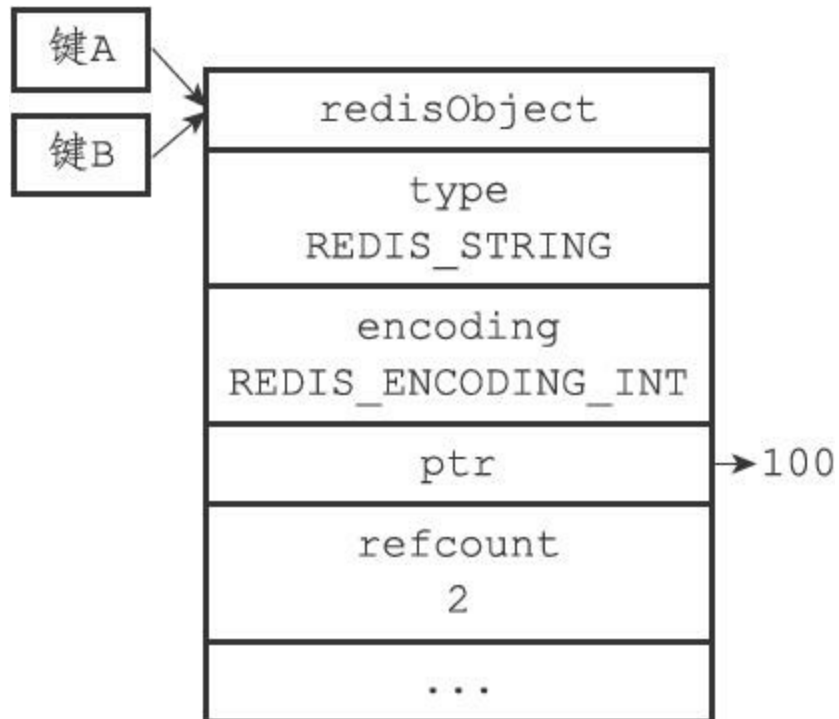 键A
键B
redisObject
type
REDIS_STRING
encoding
REDIS_ENCODING_INT
ptr
100
refcount
2
...